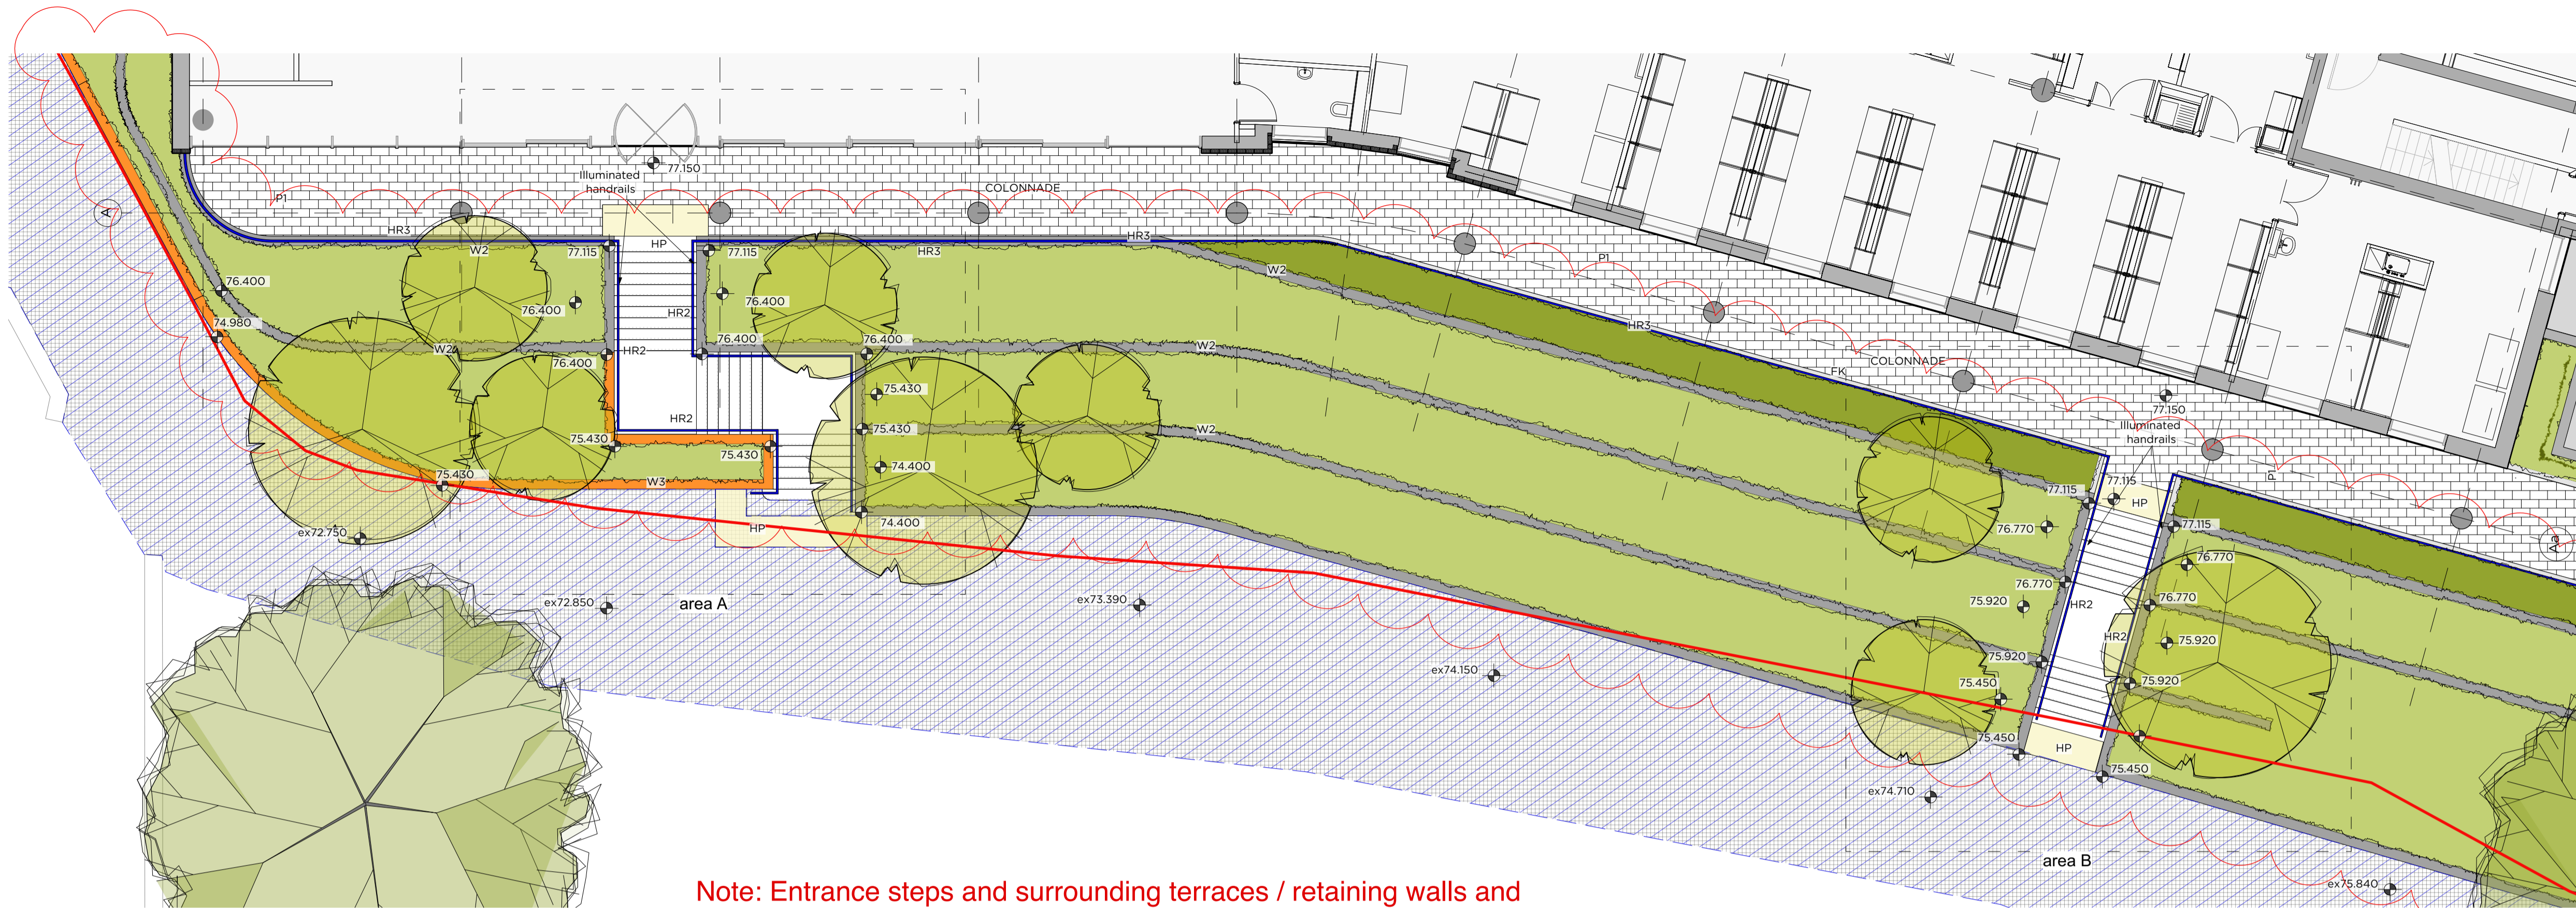 77.150
Illuminated
handrails
P1
COLONNADE
HR3
W2
77.115
HP
77.115
HR3
HR3
P1
W2
76.400
76.400
76.400
HR2
HR3
74.980
W2
76.400
HR2
76.400
76.400
W2
COLONNADE
FK
75.430
77.150
HR2
75.430
75.430
W2
Illuminated
handrails
75.430
74.400
75.430
W3
P1
77.115
77.115
HP
HP
74.400
76.770
77.115
ex72.750
76.770
76.770
ex72.850
area A
ex73.390
75.920
HR2
76.770
HR2
75.920
ex74.150
75.920
75.920
75.450
75.450
HP
75.450
ex74.710
area B
ex75.840
A
Aa
Note: Entrance steps and surrounding terraces / retaining walls and